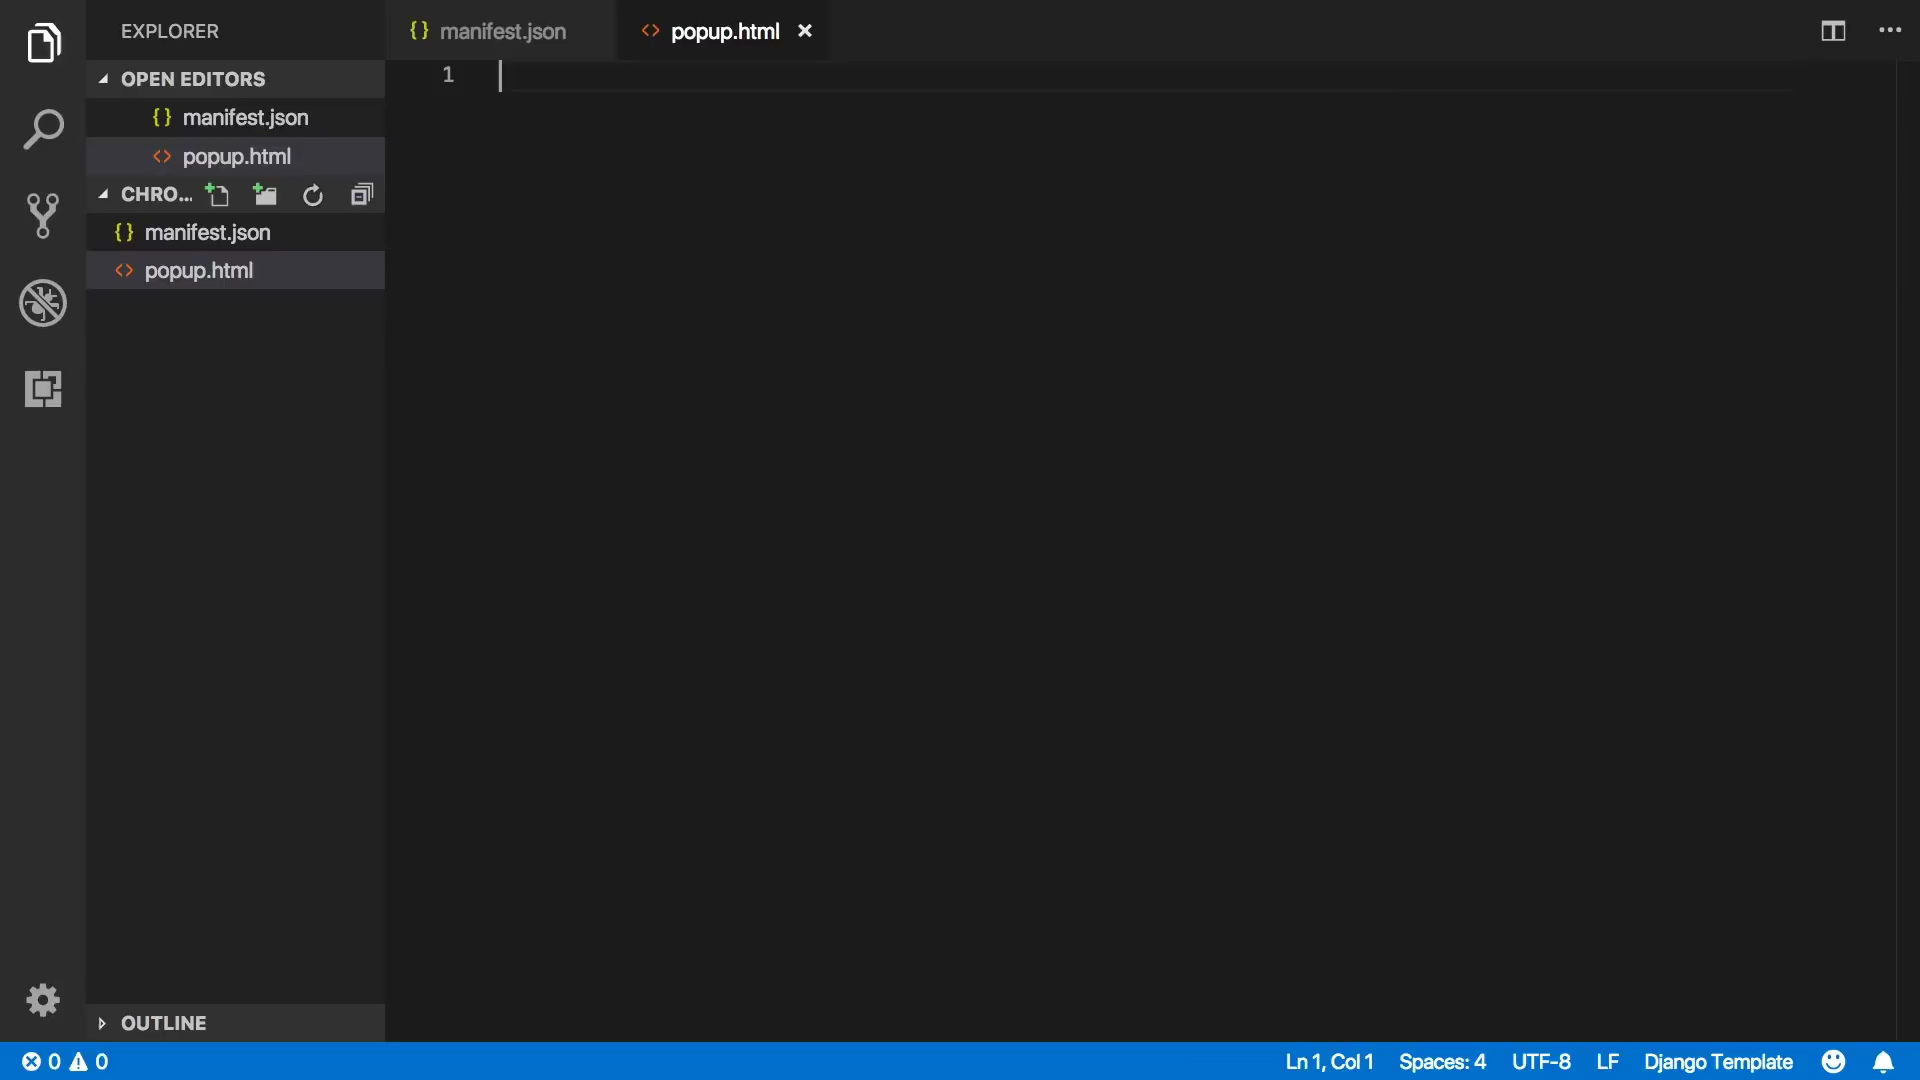 EXPLORER
manifest.json
popup.html
OPEN EDITORS
manifest.json
popup.html
CHRO...
manifest.json
popup.html
1
OUTLINE
0 0
Ln 1, Col 1 Spaces: 4 UTF-8 LF Django Template